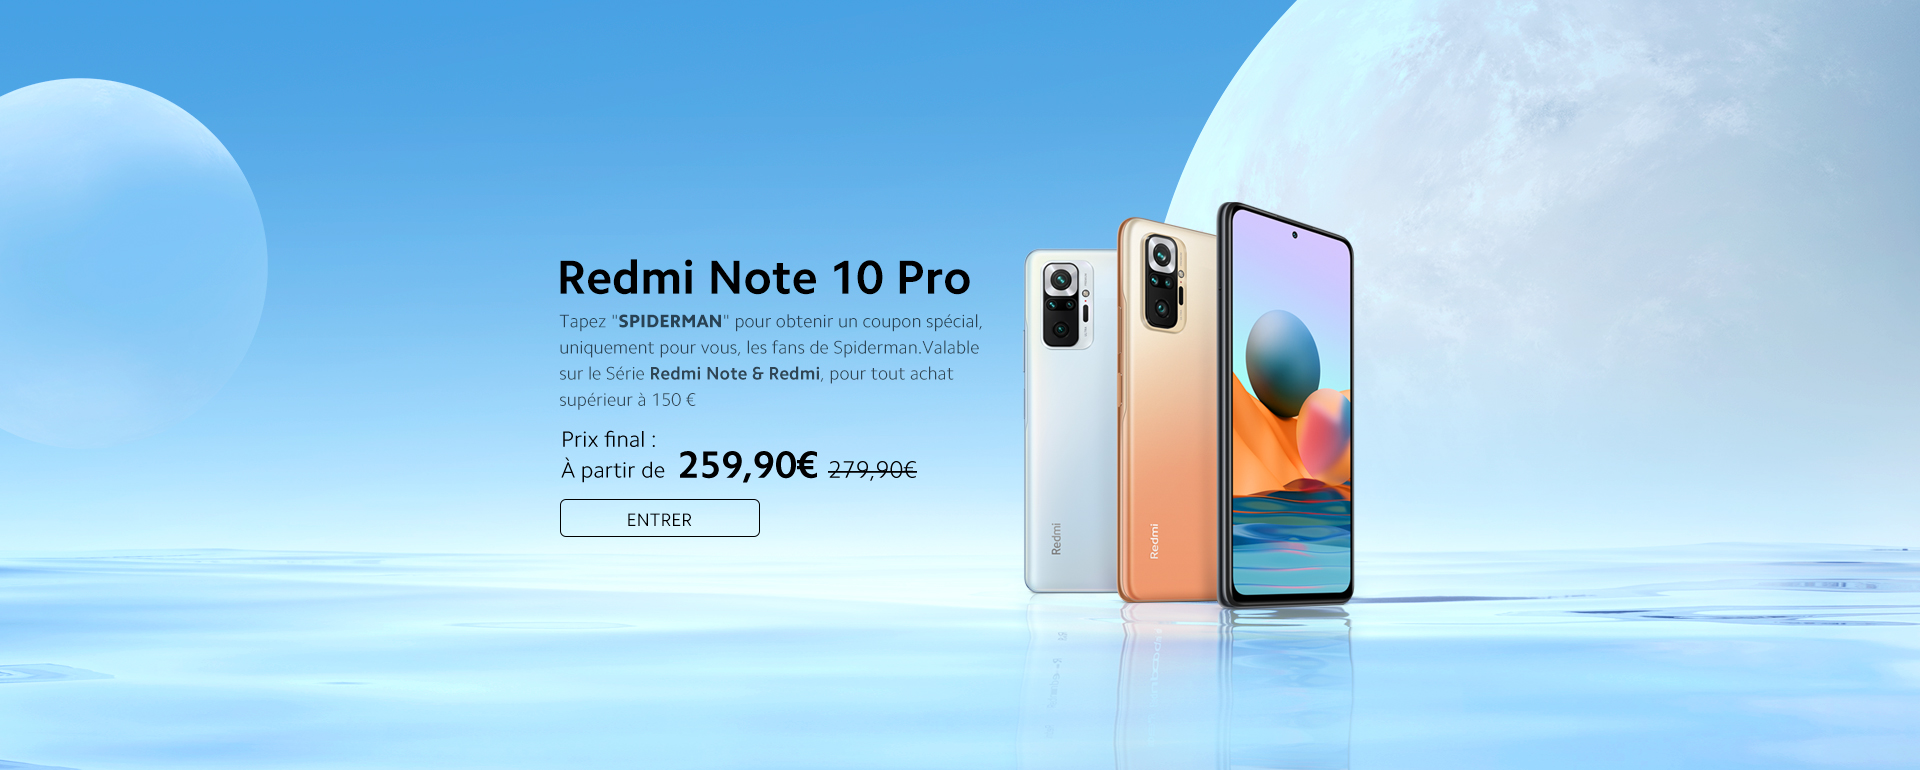 Redmi Note 10 Pro
Tapez "SPIDERMAN" pour obtenir un coupon spécial,
uniquement pour vous, les fans de Spiderman.Valable
sur le Série Redmi Note & Redmi, pour tout achat
supérieur à 150 €
Prix final :
À partir de 259,90€ 279,90€
ENTRER
Redmi
Redmi